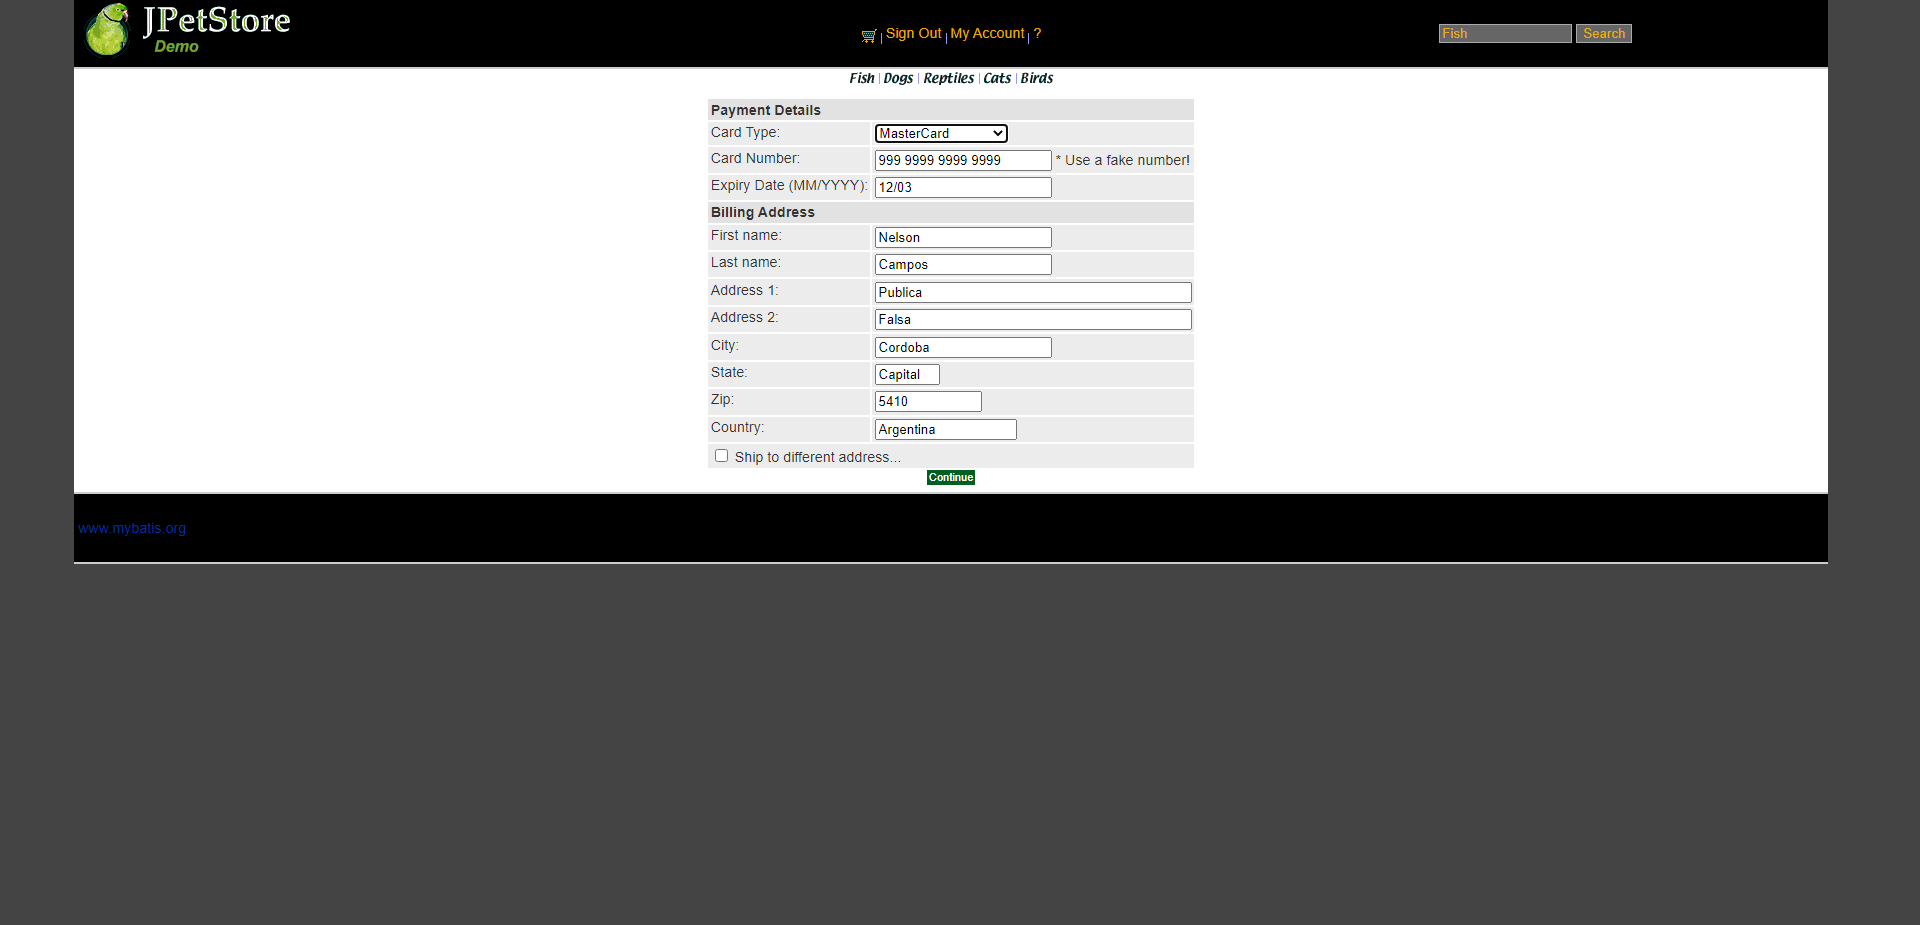 JPetStore
Demo
Sign Out | My Account | ?
Fish
Search
Fish | Dogs | Reptiles | Cats | Birds
Payment Details
Card Type: MasterCard
Card Number: 999 9999 9999 9999 * Use a fake number!
Expiry Date (MM/YYYY): 12/03
Billing Address
First name: Nelson
Last name: Campos
Address 1: Publica
Address 2: Falsa
City: Cordoba
State: Capital
Zip: 5410
Country: Argentina
Ship to different address...
Continue
www.mybatis.org